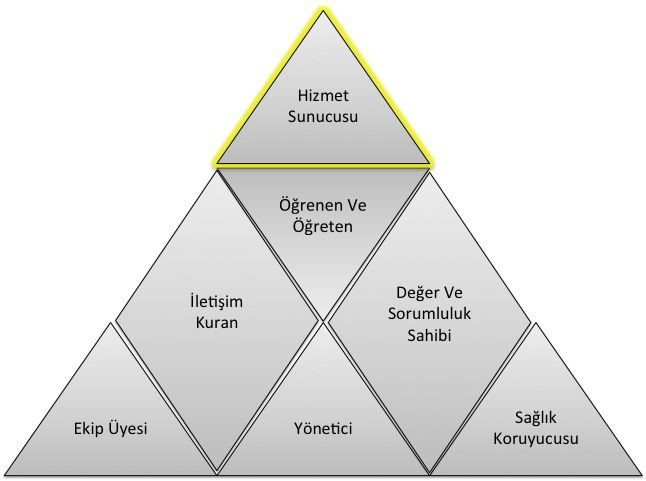 Hizmet
Sunucusu
Öğrenen Ve
Öğreten
İletişim
Kuran
Değer Ve
Sorumluluk
Sahibi
Ekip Üyesi
Yönetici
Sağlık
Koruyucusu